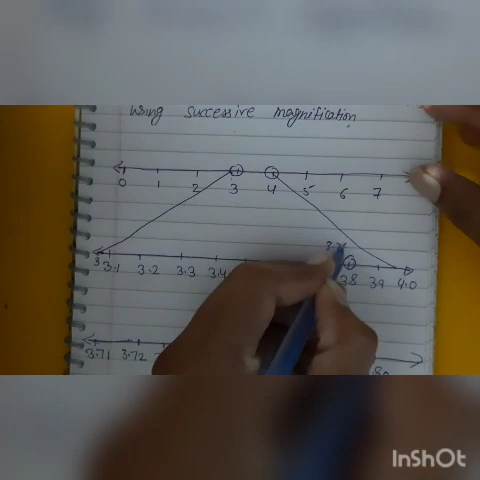 using successive magnification
0 1 2 3 4 5 6 7
3.1 3.2 3.3 3.4 3.8 3.9 4.0
3.71 3.72
InShOt